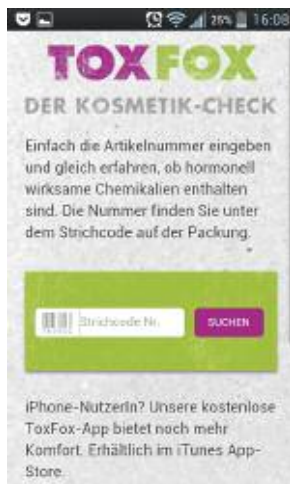 25% 16:08
TOXFOX
DER KOSMETIK-CHECK
Einfach die Artikelnummer eingeben
und gleich erfahren, ob hormonell
wirksame Chemikalien enthalten
sind. Die Nummer finden Sie unter
dem Strichcode auf der Packung.
Strichcode Nr. SUCHEN
iPhone-NutzerIn? Unsere kostenlose
ToxFox-App bietet noch mehr
Komfort. Erhältlich im iTunes App-
Store.